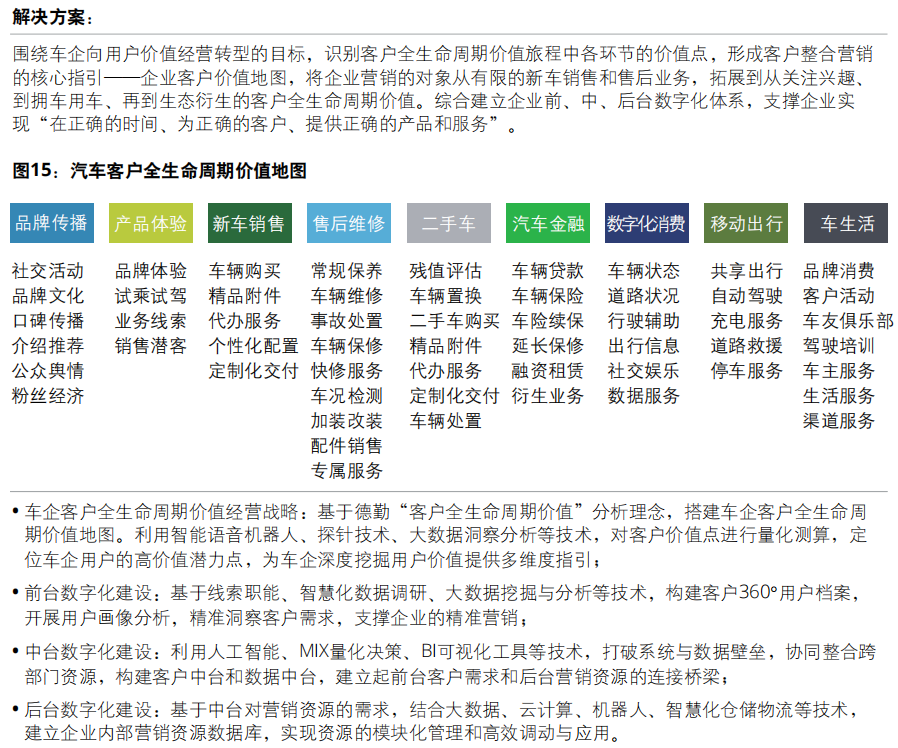 解决方案：
围绕车企向用户价值经营转型的目标，识别客户全生命周期价值旅程中各环节的价值点，形成客户整合营销
的核心指引——企业客户价值地图，将企业营销的对象从有限的新车销售和售后业务，拓展到从关注兴趣、
到拥车用车、再到生态衍生的客户全生命周期价值。综合建立企业前、中、后台数字化体系，支撑企业实
现“在正确的时间、为正确的客户、提供正确的产品和服务”。
图15：汽车客户全生命周期价值地图
品牌传播 产品体验 新车销售 售后维修 二手车 汽车金融 数字化消费 移动出行 车生活
社交活动 品牌体验 车辆购买 常规保养 残值评估 车辆贷款 车辆状态 共享出行 品牌消费
品牌文化 试乘试驾 精品附件 车辆维修 车辆置换 车辆保险 道路状况 自动驾驶 客户活动
口碑传播 业务线索 代办服务 事故处置 二手车购买 车险续保 行驶辅助 充电服务 车友俱乐部
介绍推荐 销售潜客 个性化配置 车辆保修 精品附件 延长保修 出行信息 道路救援 驾驶培训
公众舆情 定制化交付 快修服务 代办服务 融资租赁 社交娱乐 停车服务 车主服务
粉丝经济 车况检测 定制化交付 衍生业务 数据服务 生活服务
加装改装 车辆处置 渠道服务
配件销售
专属服务
• 车企客户全生命周期价值经营战略：基于德勤“客户全生命周期价值”分析理念，搭建车企客户全生命周
期价值地图。利用智能语音机器人、探针技术、大数据洞察分析等技术，对客户价值点进行量化测算，定
位车企用户的高价值潜力点，为车企深度挖掘用户价值提供多维度指引；
• 前台数字化建设：基于线索职能、智慧化数据调研、大数据挖掘与分析等技术，构建客户360°用户档案，
开展用户画像分析，精准洞察客户需求，支撑企业的精准营销；
• 中台数字化建设：利用人工智能、MIX量化决策、BI可视化工具等技术，打破系统与数据壁垒，协同整合跨
部门资源，构建客户中台和数据中台，建立起前台客户需求和后台营销资源的连接桥梁；
• 后台数字化建设：基于中台对营销资源的需求，结合大数据、云计算、机器人、智慧化仓储物流等技术，
建立企业内部营销资源数据库，实现资源的模块化管理和高效调动与应用。